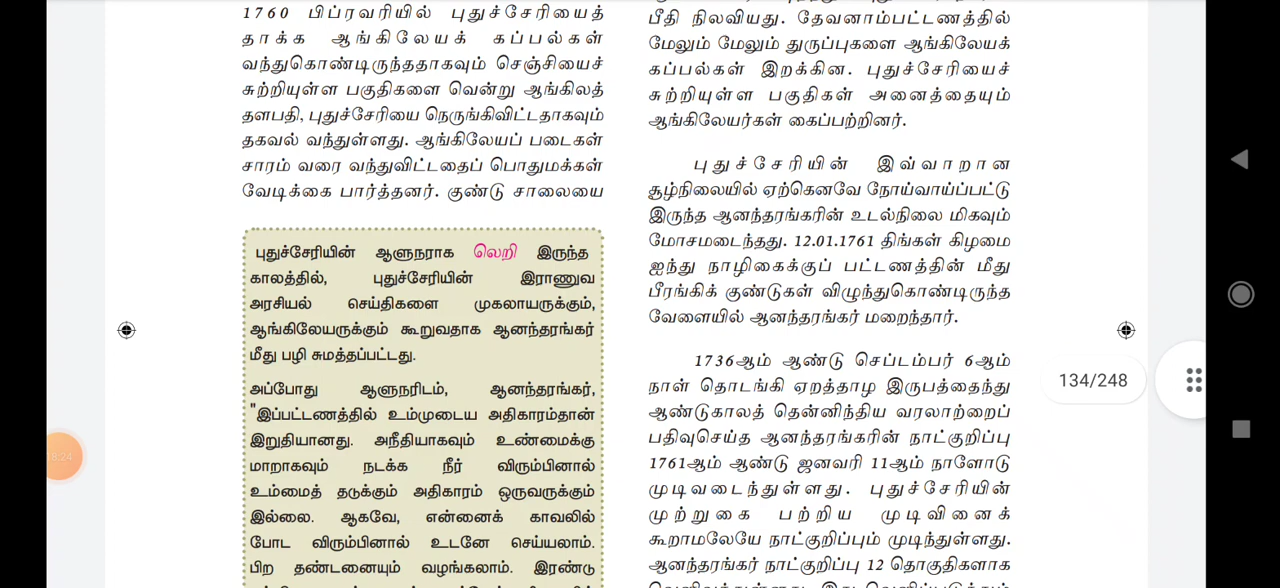 1760 பிப்ரவரியில் புதுச்சேரியைத்
தாக்க ஆங்கிலேயக் கப்பல்கள்
வந்துகொண்டிருந்ததாகவும் செஞ்சியைச்
சுற்றியுள்ள பகுதிகளை வென்று ஆங்கிலத்
தளபதி, புதுச்சேரியை நெருங்கிவிட்டதாகவும்
தகவல் வந்துள்ளது. ஆங்கிலேயப் படைகள்
சாரம் வரை வந்துவிட்டதைப் பொதுமக்கள்
வேடிக்கை பார்த்தனர். குண்டு சாலையை
புதுச்சேரியின் ஆளுநராக லெறி இருந்த
காலத்தில், புதுச்சேரியின் இராணுவ
அரசியல் செய்திகளை முகலாயருக்கும்,
ஆங்கிலேயருக்கும் கூறுவதாக ஆனந்தரங்கர்
மீது பழி சுமத்தப்பட்டது.
அப்போது ஆளுநரிடம், ஆனந்தரங்கர்,
"இப்பட்டணத்தில் உம்முடைய அதிகாரம்தான்
இறுதியானது. அநீதியாகவும் உண்மைக்கு
மாறாகவும் நடக்க நீர் விரும்பினால்
உம்மைத் தடுக்கும் அதிகாரம் ஒருவருக்கும்
இல்லை. ஆகவே, என்னைக் காவலில்
போட விரும்பினால் உடனே செய்யலாம்.
பிற தண்டனையும் வழங்கலாம். இரண்டு
பீதி நிலவியது. தேவனாம்பட்டணத்தில்
மேலும் மேலும் துருப்புகளை ஆங்கிலேயக்
கப்பல்கள் இறக்கின. புதுச்சேரியைச்
சுற்றியுள்ள பகுதிகள் அனைத்தையும்
ஆங்கிலேயர்கள் கைப்பற்றினர்.
புதுச்சேரியின் இவ்வாறான
சூழ்நிலையில் ஏற்கெனவே நோய்வாய்ப்பட்டு
இருந்த ஆனந்தரங்கரின் உடல்நிலை மிகவும்
மோசமடைந்தது. 12.01.1761 திங்கள் கிழமை
ஐந்து நாழிகைக்குப் பட்டணத்தின் மீது
பீரங்கிக் குண்டுகள் விழுந்துகொண்டிருந்த
வேளையில் ஆனந்தரங்கர் மறைந்தார்.
1736ஆம் ஆண்டு செப்டம்பர் 6ஆம்
நாள் தொடங்கி ஏறத்தாழ இருபத்தைந்து
ஆண்டுகாலத் தென்னிந்திய வரலாற்றைப்
பதிவுசெய்த ஆனந்தரங்கரின் நாட்குறிப்பு
1761ஆம் ஆண்டு ஜனவரி 11ஆம் நாளோடு
முடிவடைந்துள்ளது. புதுச்சேரியின்
முற்றுகை பற்றிய முடிவினைக்
கூறாமலேயே நாட்குறிப்பும் முடிந்துள்ளது.
ஆனந்தரங்கர் நாட்குறிப்பு 12 தொகுதிகளாக
134/248
18:24